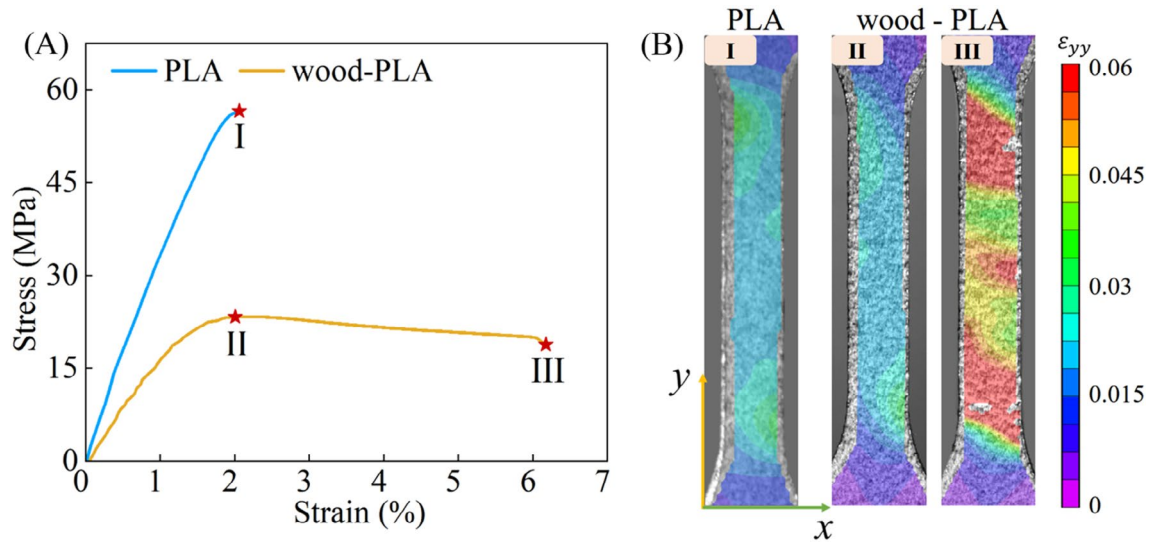 (A)
PLA
wood-PLA
60
45
30
15
0
Stress (MPa)
I
II
III
0 1 2 3 4 5 6 7
Strain (%)
(B)
PLA
wood - PLA
I
II
III
εyy
0.06
0.045
0.03
0.015
0
y
x